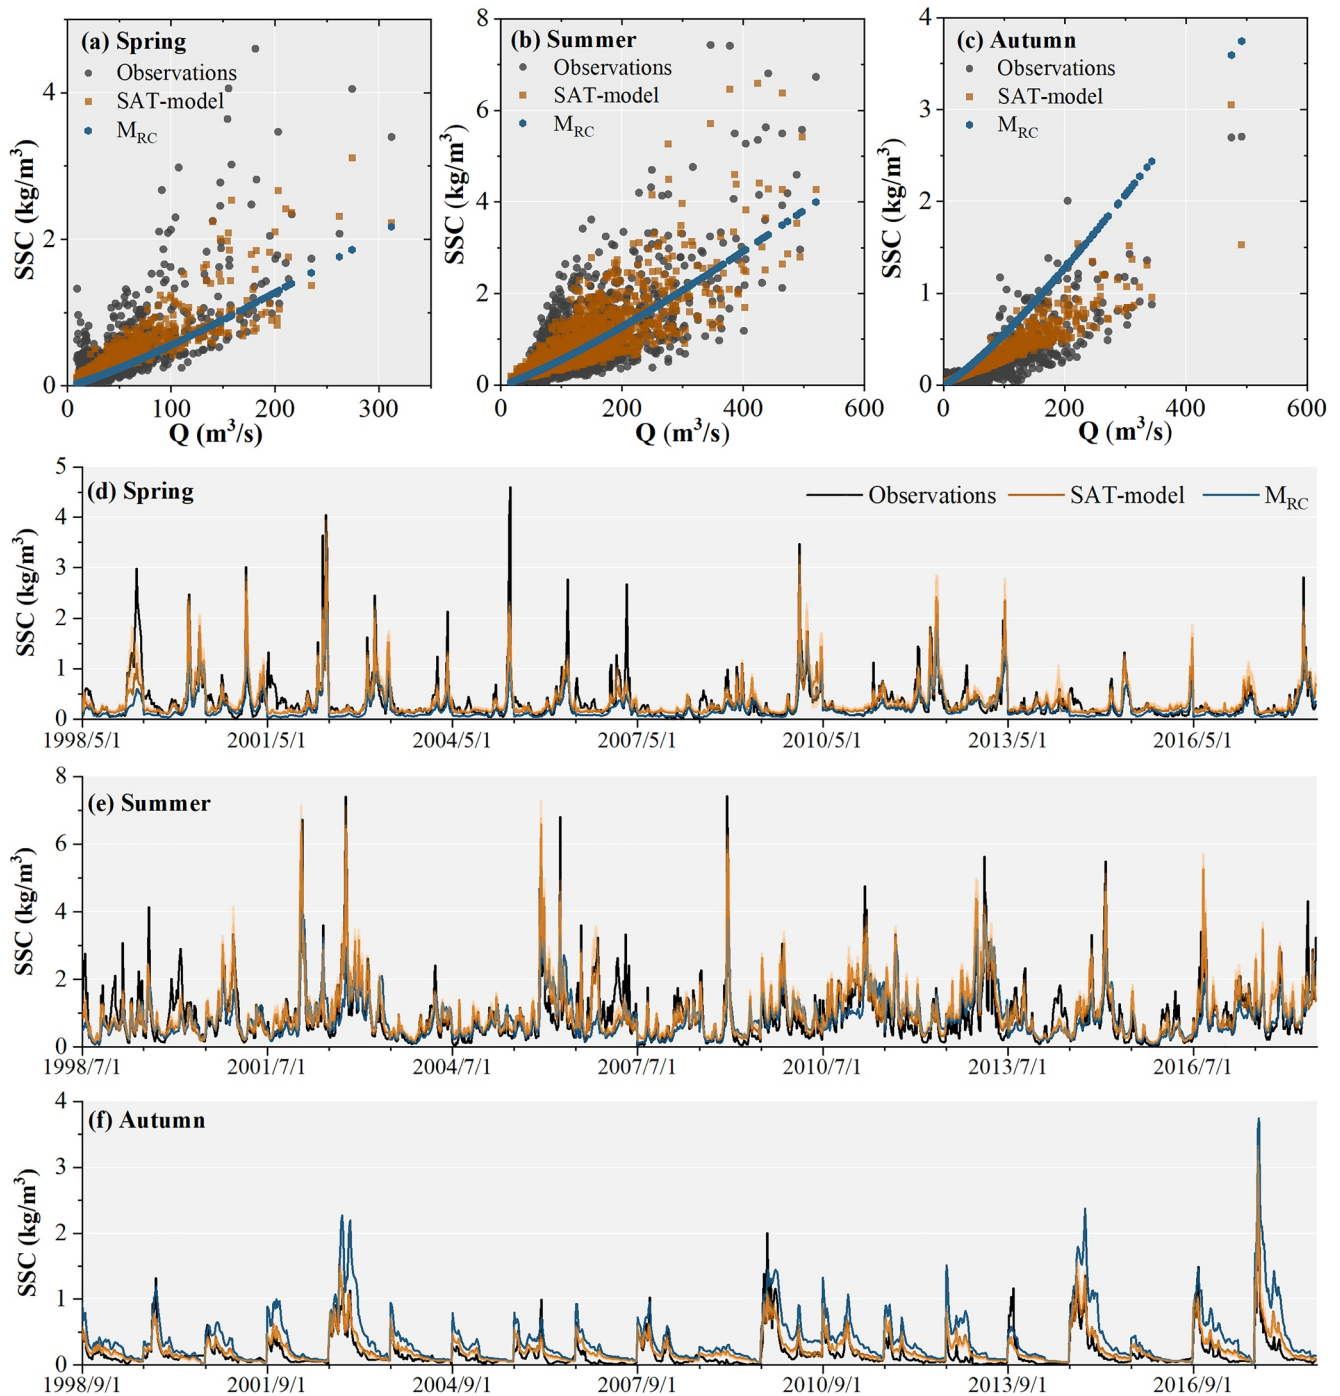 (a) Spring
Observations
SAT-model
M_RC
SSC (kg/m³)
4
2
0
0 100 200 300
Q (m³/s)
(b) Summer
Observations
SAT-model
M_RC
SSC (kg/m³)
8
6
4
2
0
0 200 400 600
Q (m³/s)
(c) Autumn
Observations
SAT-model
M_RC
SSC (kg/m³)
4
3
2
1
0
0 200 400 600
Q (m³/s)
(d) Spring
Observations SAT-model M_RC
SSC (kg/m³)
5
4
3
2
1
0
1998/5/1 2001/5/1 2004/5/1 2007/5/1 2010/5/1 2013/5/1 2016/5/1
(e) Summer
SSC (kg/m³)
8
6
4
2
0
1998/7/1 2001/7/1 2004/7/1 2007/7/1 2010/7/1 2013/7/1 2016/7/1
(f) Autumn
SSC (kg/m³)
4
3
2
1
0
1998/9/1 2001/9/1 2004/9/1 2007/9/1 2010/9/1 2013/9/1 2016/9/1